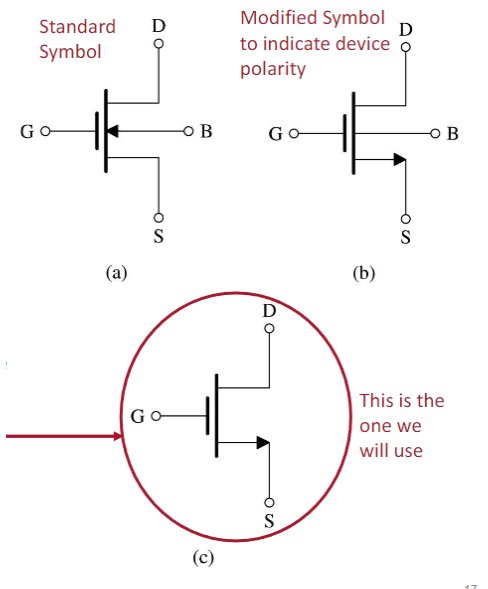 Standard
Symbol
D
G
B
S
(a)
Modified Symbol
to indicate device
polarity
D
G
B
S
(b)
D
G
S
(c)
This is the
one we
will use